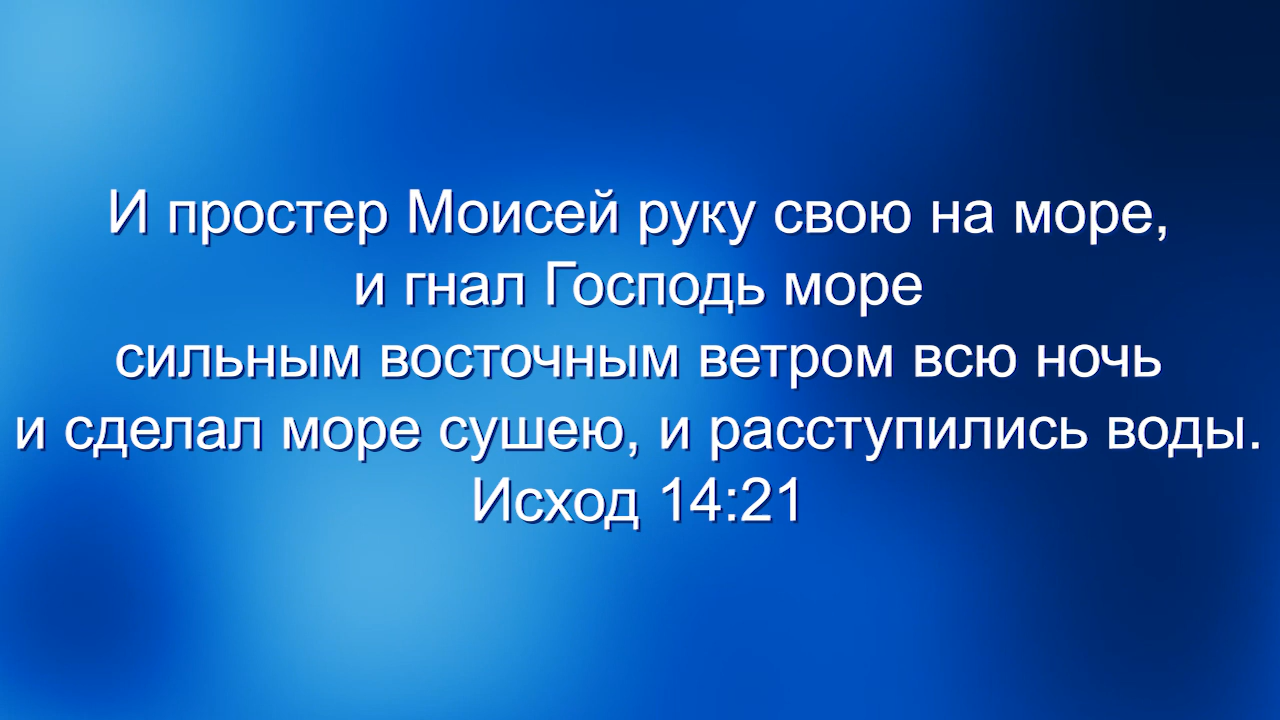 И простер Моисей руку свою на море,
и гнал Господь море
сильным восточным ветром всю ночь
и сделал море сушею, и расступились воды.
Исход 14:21